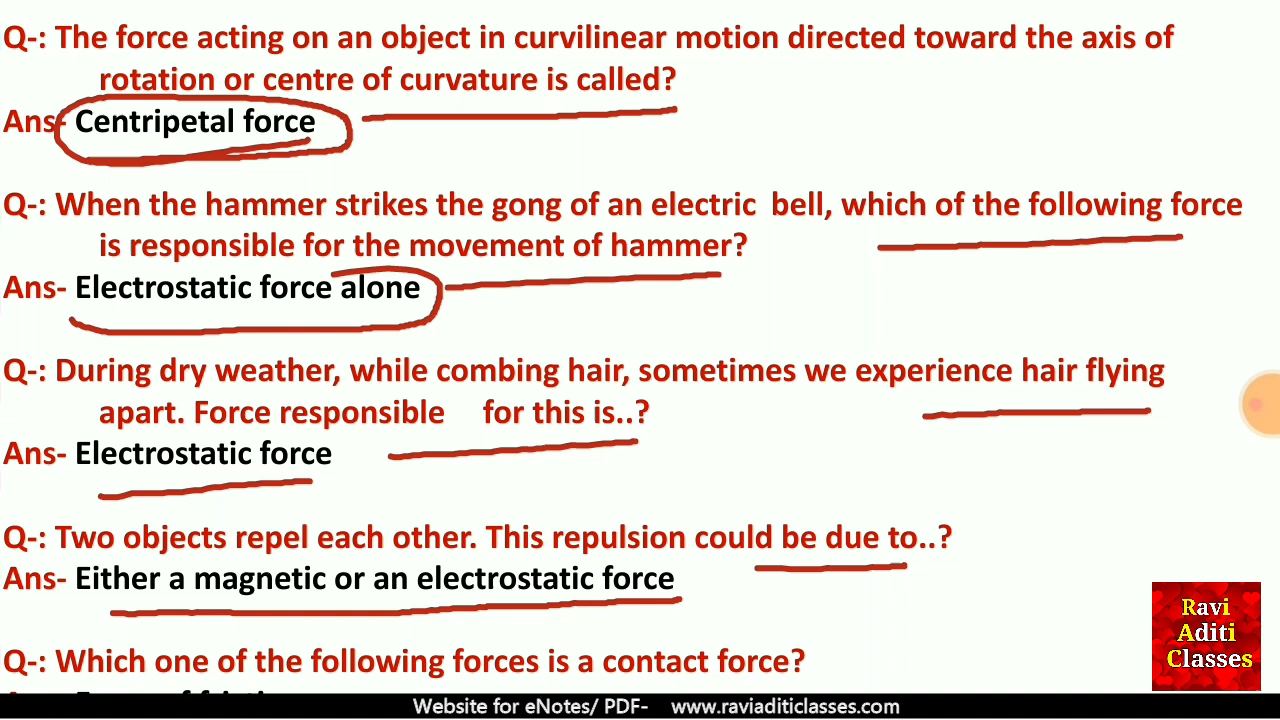 Q-: The force acting on an object in curvilinear motion directed toward the axis of
rotation or centre of curvature is called?
Ans- Centripetal force
Q-: When the hammer strikes the gong of an electric bell, which of the following force
is responsible for the movement of hammer?
Ans- Electrostatic force alone
Q-: During dry weather, while combing hair, sometimes we experience hair flying
apart. Force responsible for this is..?
Ans- Electrostatic force
Q-: Two objects repel each other. This repulsion could be due to..?
Ans- Either a magnetic or an electrostatic force
Q-: Which one of the following forces is a contact force?
Ravi
Aditi
Classes
Website for eNotes/ PDF- www.raviaditiclasses.com